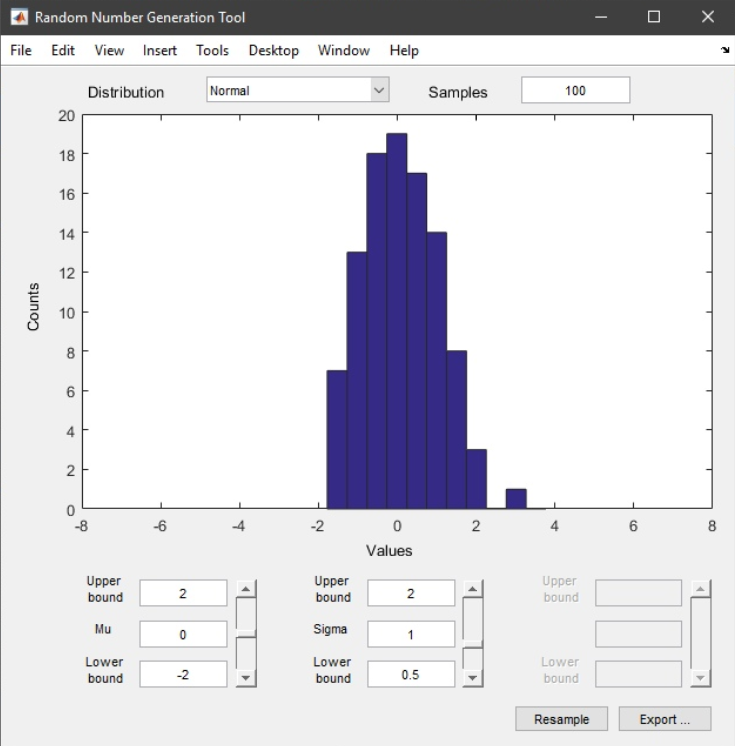 Random Number Generation Tool
File Edit View Insert Tools Desktop Window Help
Distribution Normal Samples 100
20
18
16
14
12
10
8
6
4
2
0
Counts
-8 -6 -4 -2 0 2 4 6 8
Values
Upper bound 2 Upper bound 2 Upper bound
Mu 0 Sigma 1
Lower bound -2 Lower bound 0.5 Lower bound
Resample Export ...